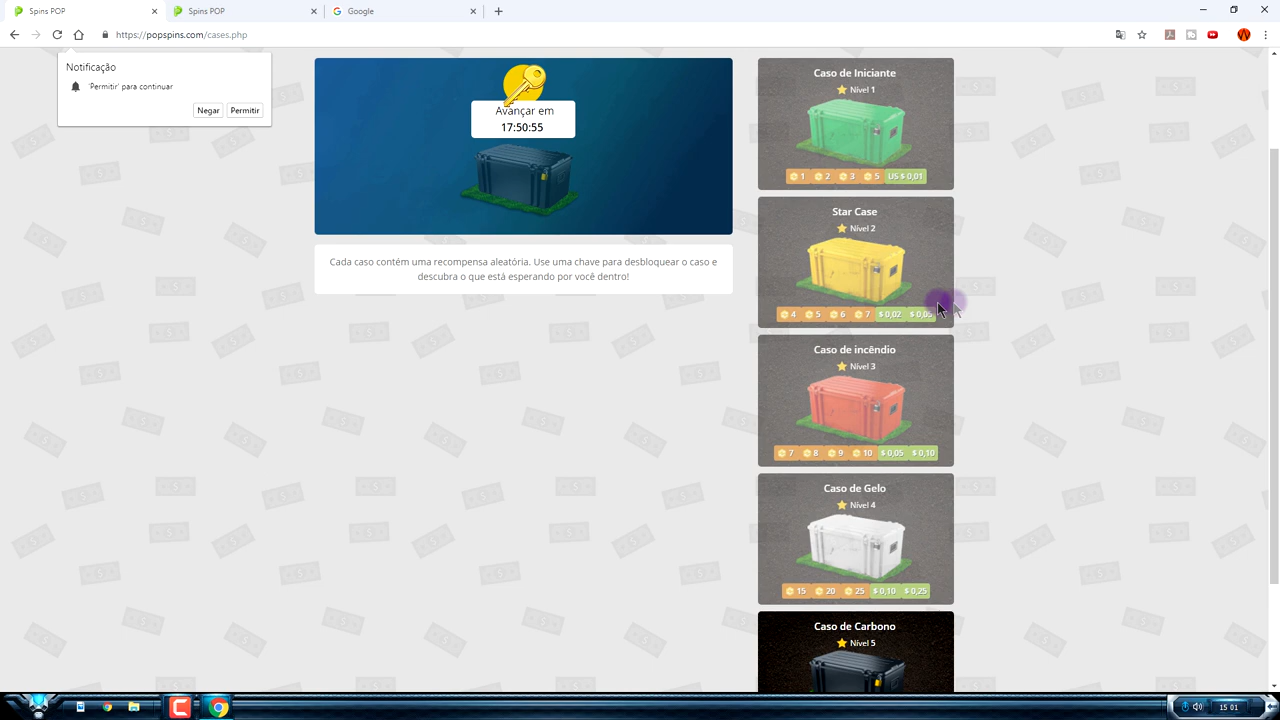 Spins POP
Spins POP
Google
https://popspins.com/cases.php
Notificação
'Permitir' para continuar
Negar
Permitir
Avançar em
17:50:55
Cada caso contém uma recompensa aleatória. Use uma chave para desbloquear o caso e
descubra o que está esperando por você dentro!
Caso de Iniciante
Nível 1
1 2 3 5 US $ 0,01
Star Case
Nível 2
4 5 6 7 $ 0,02 $ 0,05
Caso de incêndio
Nível 3
7 8 9 10 $ 0,05 $ 0,10
Caso de Gelo
Nível 4
15 20 25 $ 0,10 $ 0,25
Caso de Carbono
Nível 5
15 01